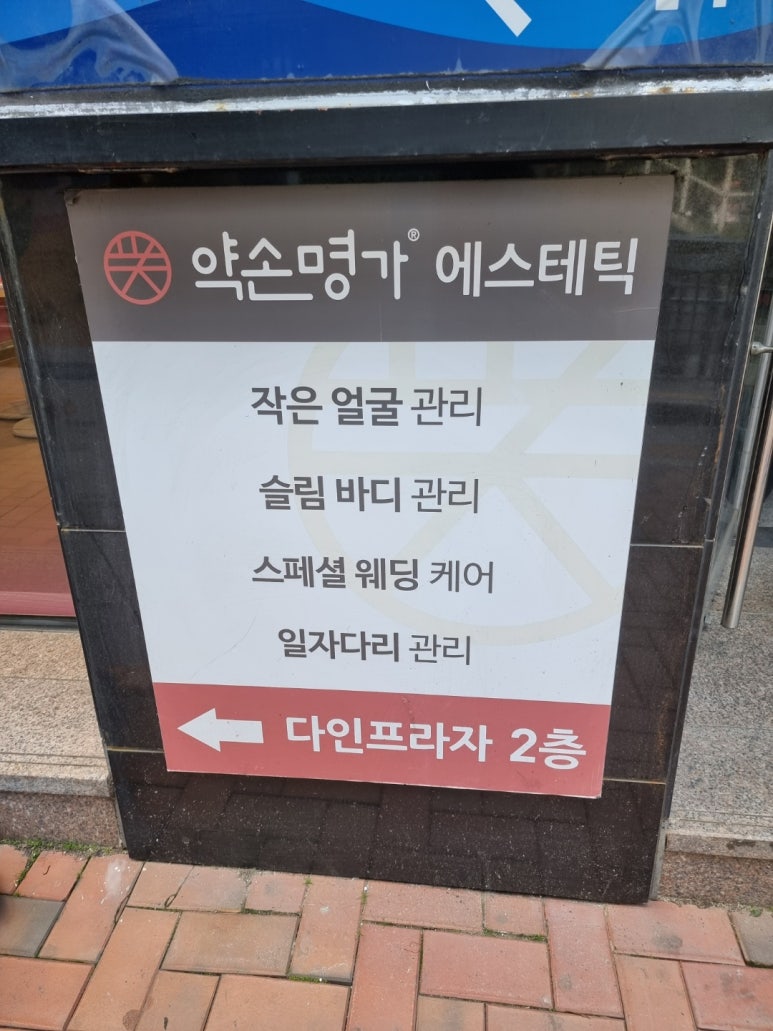 약손명가® 에스테틱
작은 얼굴 관리
슬림 바디 관리
스페셜 웨딩 케어
일자다리 관리
다인프라자 2층